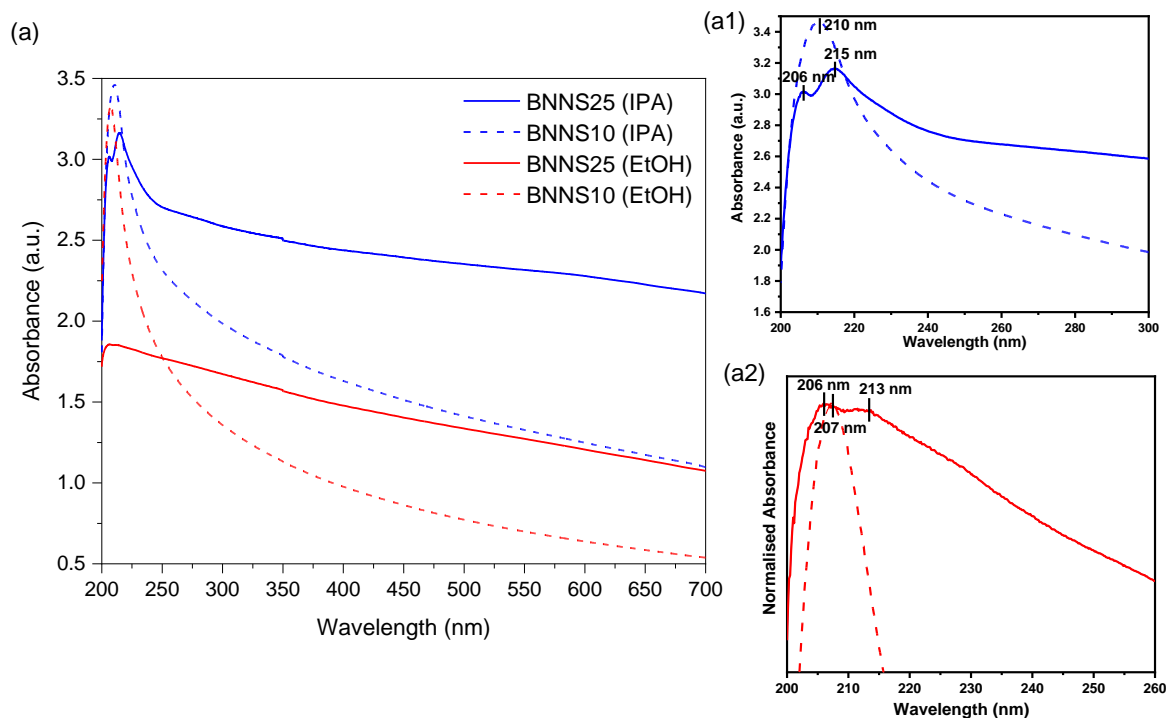 (a)
3.5
3.0
2.5
2.0
1.5
1.0
0.5
200 250 300 350 400 450 500 550 600 650 700
Absorbance (a.u.)
Wavelength (nm)
BNNS25 (IPA)
BNNS10 (IPA)
BNNS25 (EtOH)
BNNS10 (EtOH)
(a1)
3.4
3.2
3.0
2.8
2.6
2.4
2.2
2.0
1.8
1.6
200 220 240 260 280 300
Absorbance (a.u.)
Wavelength (nm)
210 nm
215 nm
206 nm
(a2)
206 nm 213 nm
207 nm
Normalised Absorbance
200 210 220 230 240 250 260
Wavelength (nm)